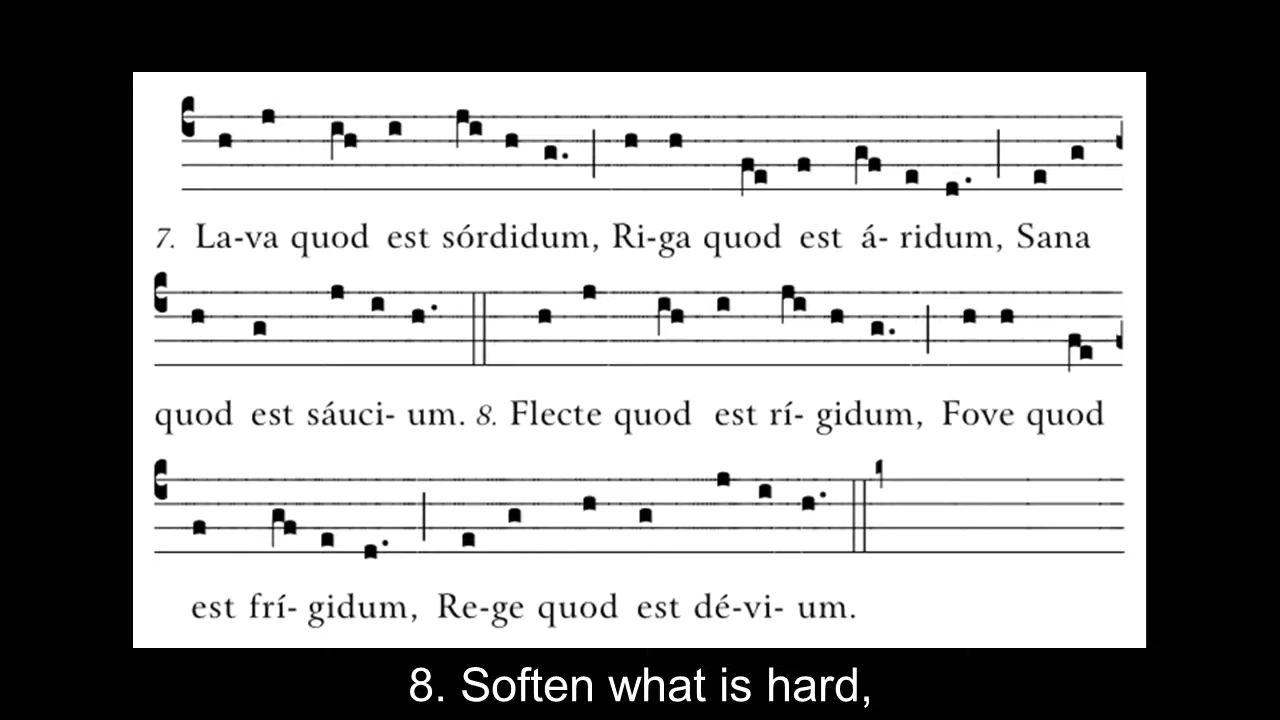 7. La-va quod est sórdidum, Ri-ga quod est á- ridum, Sana
quod est sáuci- um. 8. Flecte quod est rí- gidum, Fove quod
est frí- gidum, Re-ge quod est dé-vi- um.
8. Soften what is hard,